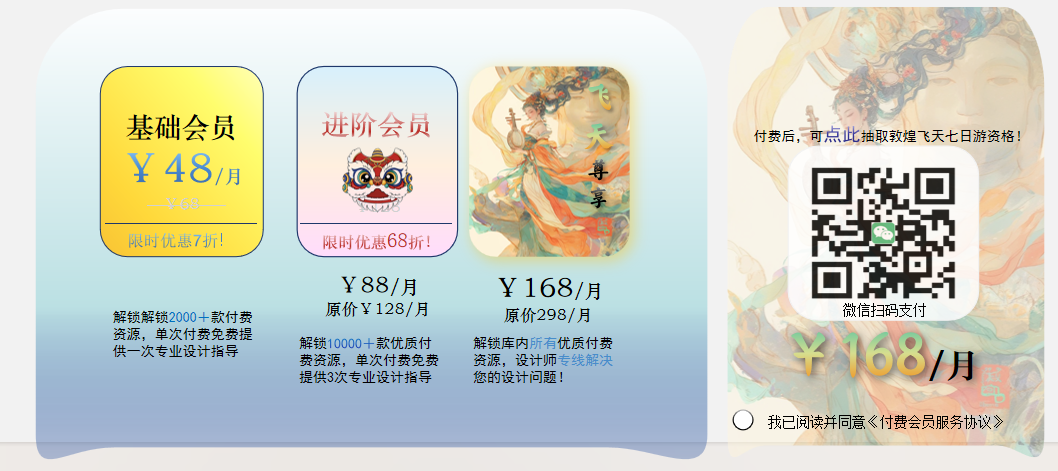 基础会员
￥48/月
￥68
限时优惠7折！
解锁解锁2000＋款付费
资源，单次付费免费提
供一次专业设计指导
进阶会员
限时优惠68折！
￥88/月
原价￥128/月
解锁10000＋款优质付
费资源，单次付费免费
提供3次专业设计指导
飞天尊享
￥168/月
原价298/月
解锁库内所有优质付费
资源，设计师专线解决
您的设计问题！
付费后，可点此抽取敦煌飞天七日游资格！
微信扫码支付
￥168/月
我已阅读并同意《付费会员服务协议》